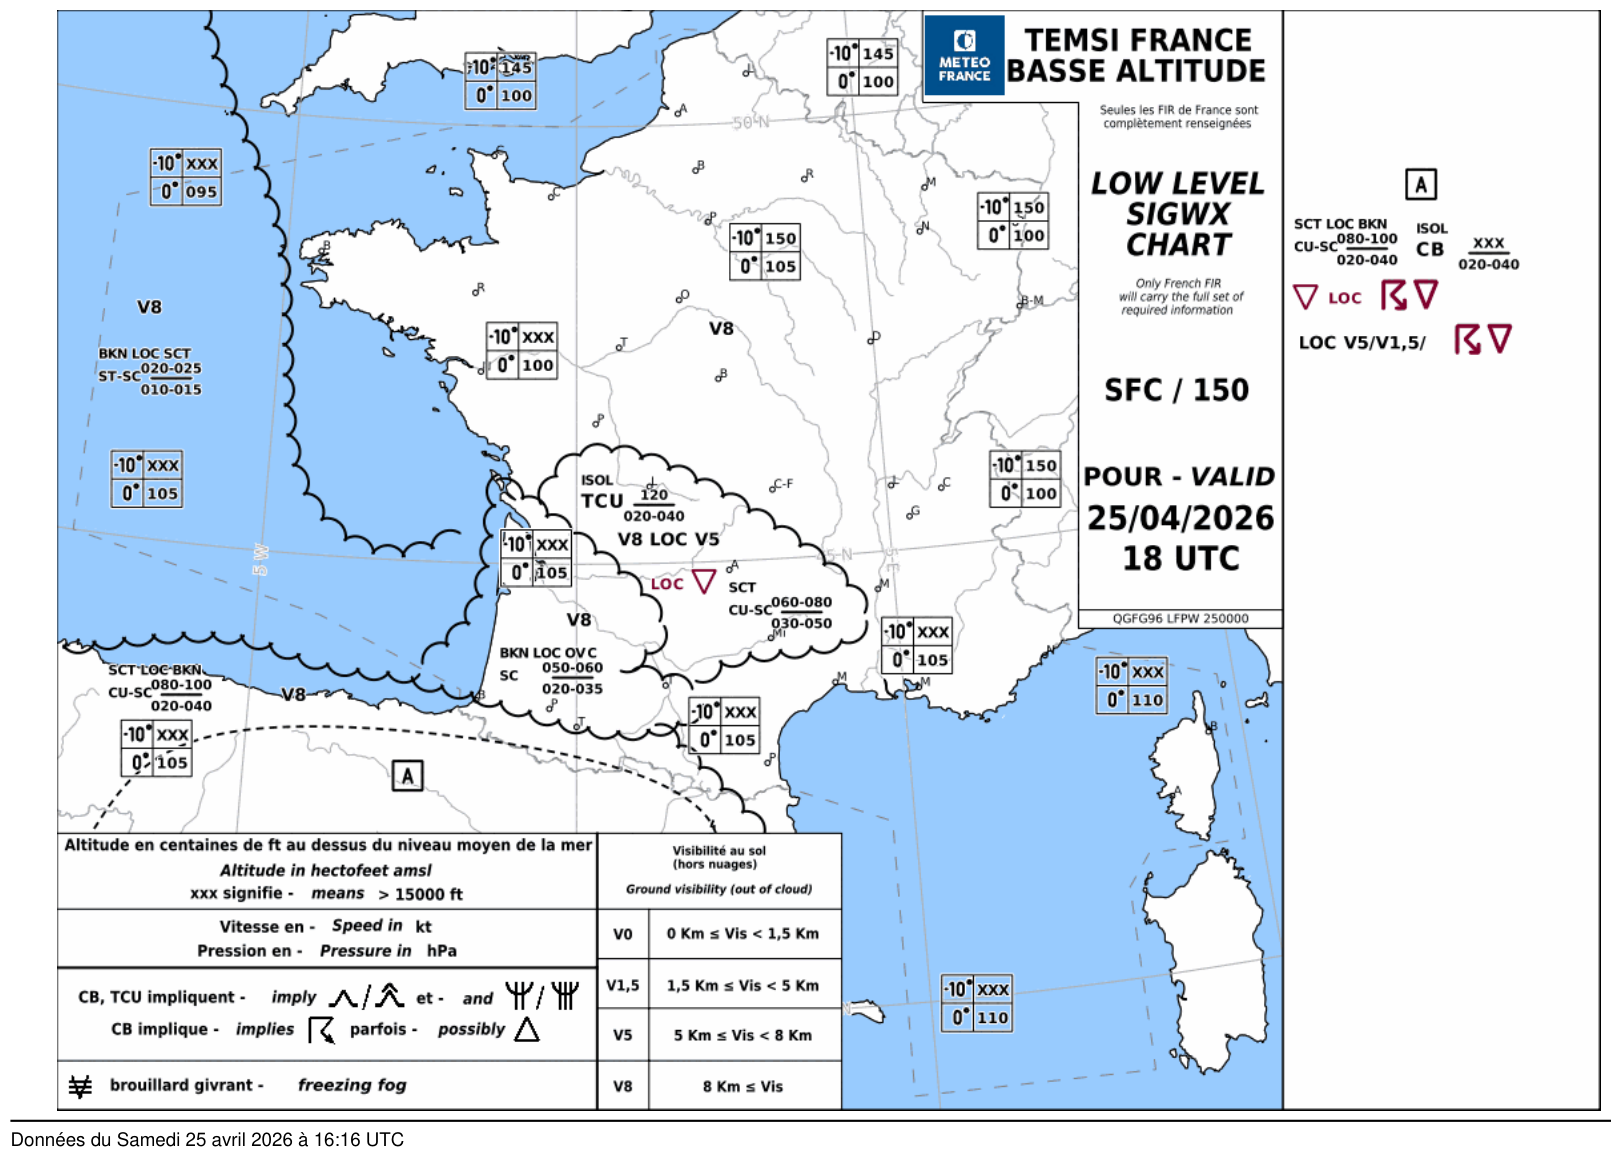 TEMSI FRANCE
BASSE ALTITUDE
METEO
FRANCE
Seules les FIR de France sont
complètement renseignées
LOW LEVEL
SIGWX
CHART
Only French FIR
will carry the full set of
required information
SFC / 150
POUR - VALID
25/04/2026
18 UTC
QGFG96 LFPW 250000
A
SCT LOC BKN
CU-SC 080-100
020-040
ISOL
CB XXX
020-040
LOC
LOC V5/V1,5/
-10° 145
0° 100
-10° 145
0° 100
L
A
50°N
-10° XXX
0° 095
C
C
B
R
M
N
P
-10° 150
0° 100
-10° 150
0° 105
B
R
O
B-M
V8
BKN LOC SCT
ST-SC 020-025
010-015
-10° XXX
0° 100
T
V8
D
B
P
-10° XXX
0° 105
ISOL
TCU 120
020-040
V8 LOC V5
L
C-F
L
C
G
-10° 150
0° 100
5°W
-10° XXX
0° 105
45°N
5°E
LOC
A
SCT
CU-SC 060-080
030-050
Mi
M
V8
BKN LOC OVC
SC 050-060
020-035
-10° XXX
0° 105
M
M
N
-10° XXX
0° 110
SCT LOC BKN
CU-SC 080-100
020-040
V8
B
P
T
-10° XXX
0° 105
-10° XXX
0° 105
P
A
B
A
Altitude en centaines de ft au dessus du niveau moyen de la mer
Altitude in hectofeet amsl
xxx signifie - means > 15000 ft
Vitesse en - Speed in kt
Pression en - Pressure in hPa
CB, TCU impliquent - imply / et - and /
CB implique - implies parfois - possibly
brouillard givrant - freezing fog
Visibilité au sol
(hors nuages)
Ground visibility (out of cloud)
V0 0 Km ≤ Vis < 1,5 Km
V1,5 1,5 Km ≤ Vis < 5 Km
V5 5 Km ≤ Vis < 8 Km
V8 8 Km ≤ Vis
-10° XXX
0° 110
Données du Samedi 25 avril 2026 à 16:16 UTC